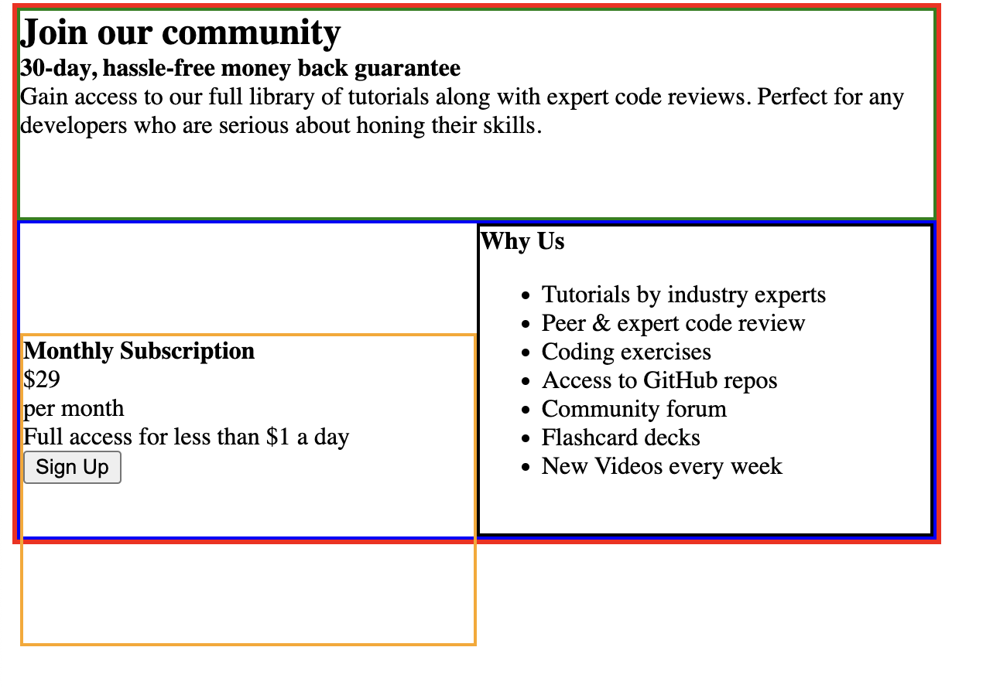 Join our community
30-day, hassle-free money back guarantee
Gain access to our full library of tutorials along with expert code reviews. Perfect for any
developers who are serious about honing their skills.
Monthly Subscription
$29
per month
Full access for less than $1 a day
Sign Up
Why Us
Tutorials by industry experts
Peer & expert code review
Coding exercises
Access to GitHub repos
Community forum
Flashcard decks
New Videos every week